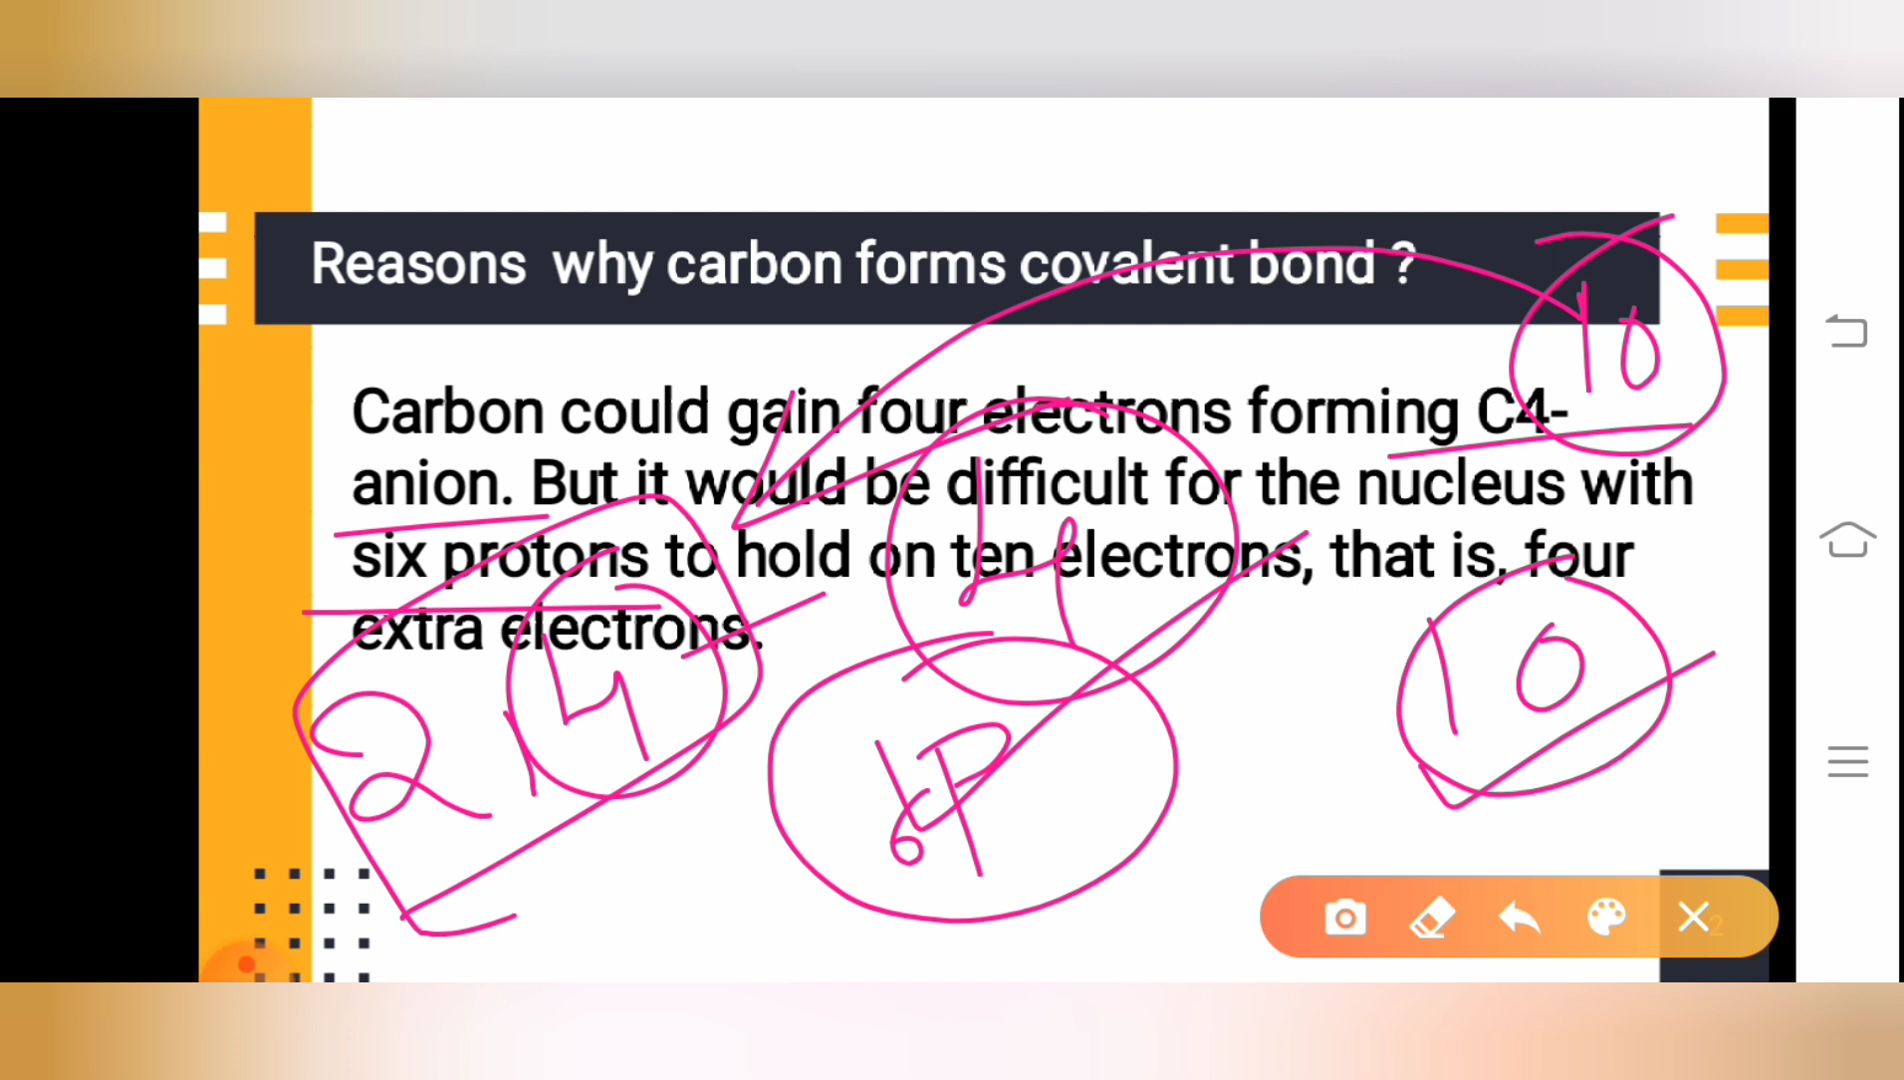 Reasons why carbon forms covalent bond ?
10
Carbon could gain four electrons forming C4-
anion. But it would be difficult for the nucleus with
six protons to hold on ten electrons, that is, four
extra electrons.
4
2,4
6P
10
2